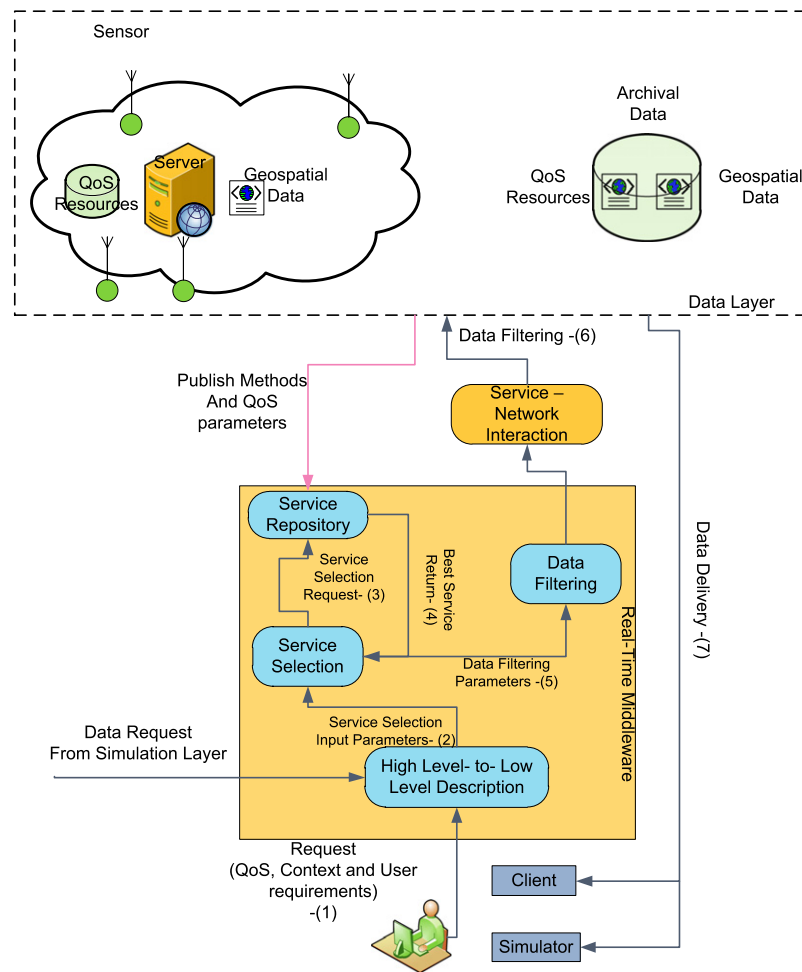 Sensor
Server
QoS
Resources
Geospatial
Data
Archival
Data
QoS
Resources
Geospatial
Data
Data Layer
Data Filtering -(6)
Publish Methods
And QoS
parameters
Service –
Network
Interaction
Service
Repository
Service
Selection
Request- (3)
Best Service
Return- (4)
Data
Filtering
Service
Selection
Data Filtering
Parameters -(5)
Real-Time Middleware
Data Delivery -(7)
Service Selection
Input Parameters- (2)
Data Request
From Simulation Layer
High Level- to- Low
Level Description
Request
(QoS, Context and User
requirements)
-(1)
Client
Simulator